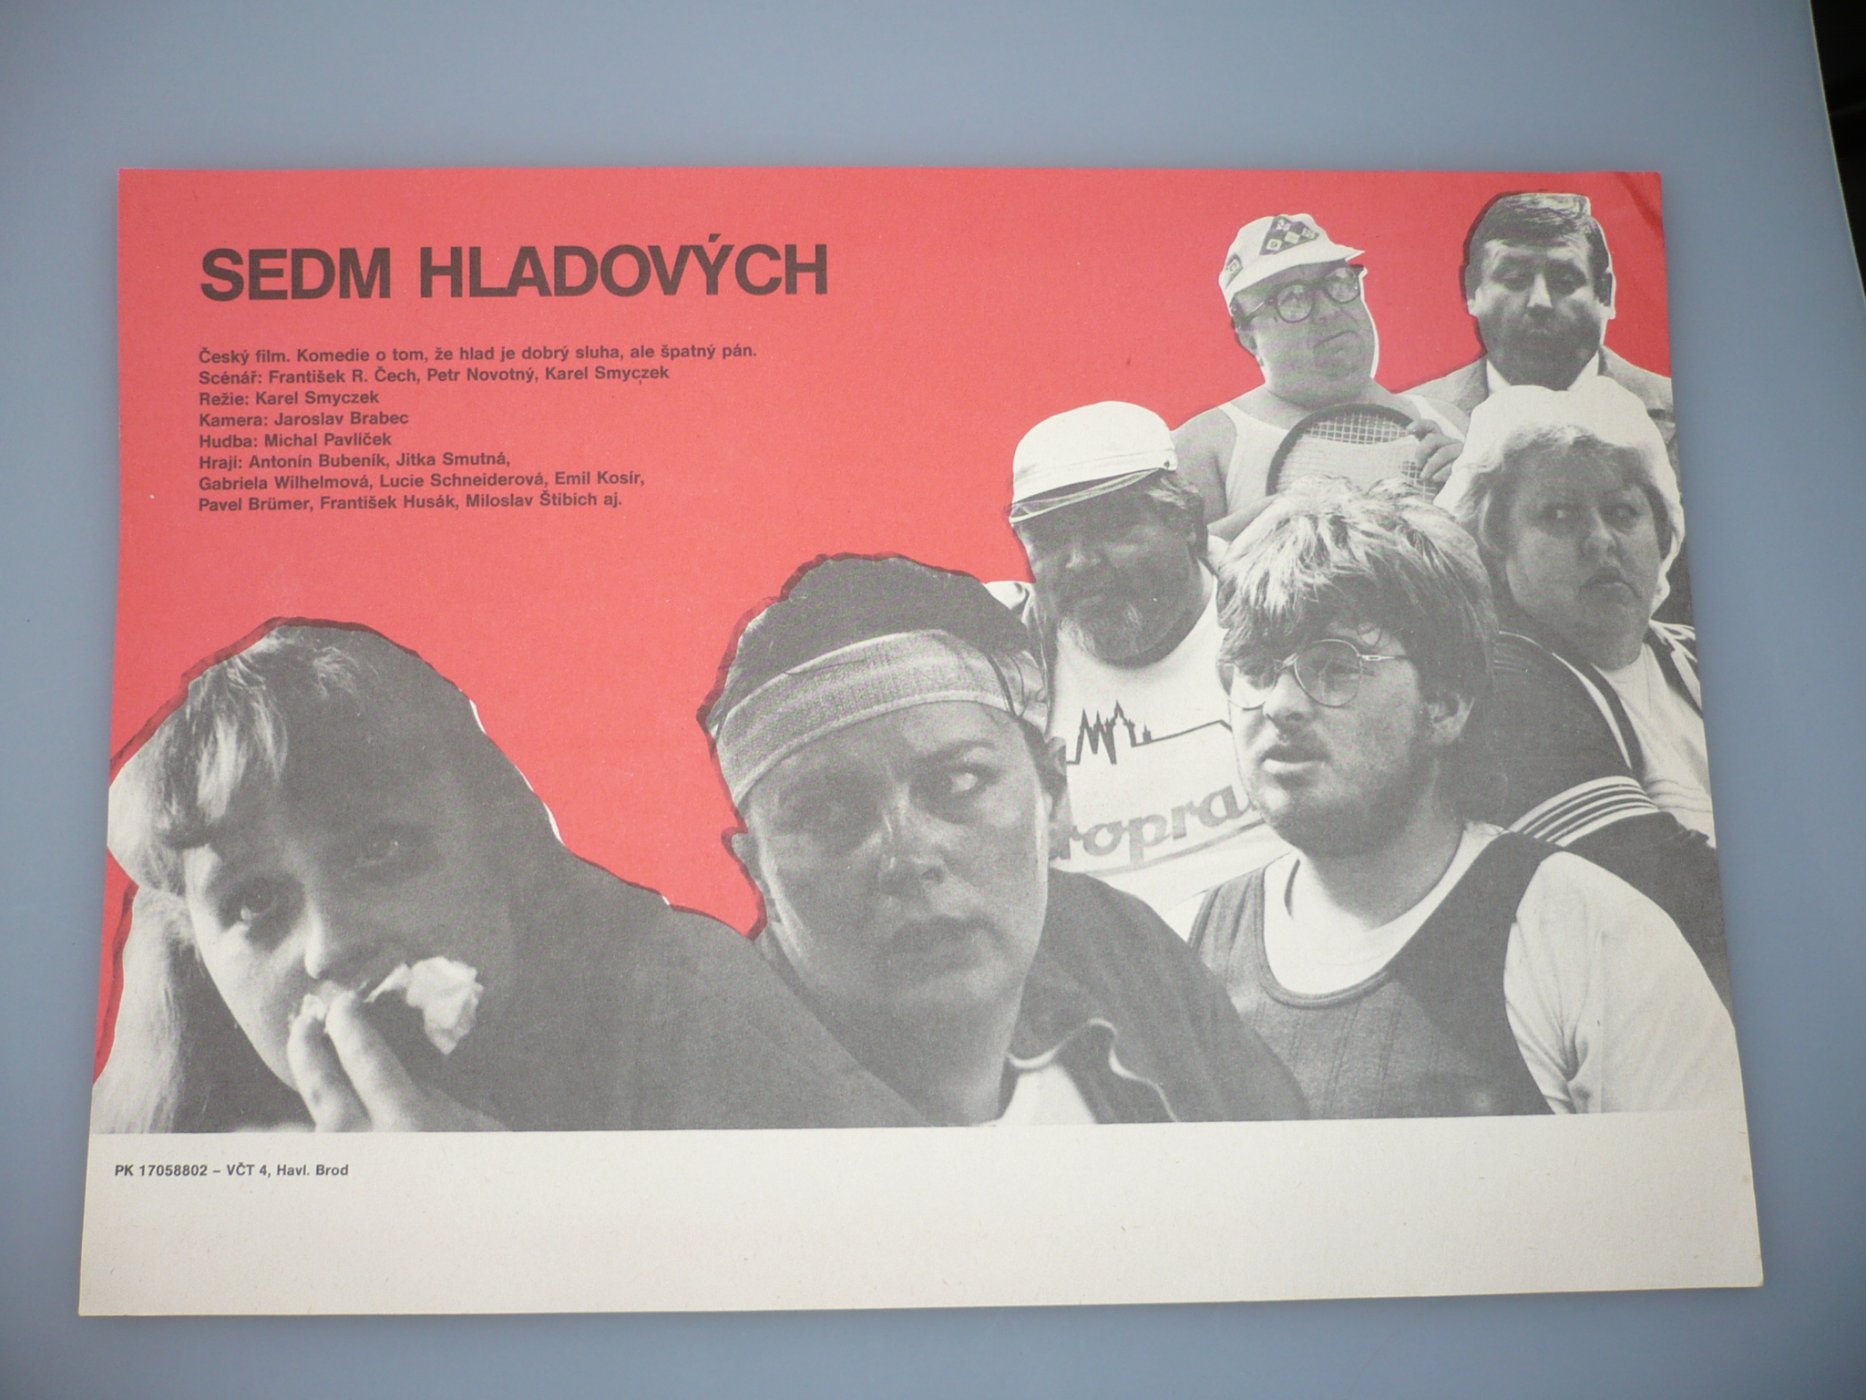 SEDM HLADOVÝCH
Český film. Komedie o tom, že hlad je dobrý sluha, ale špatný pán.
Scénář: František R. Čech, Petr Novotný, Karel Smyczek
Režie: Karel Smyczek
Kamera: Jaroslav Brabec
Hudba: Michal Pavlíček
Hrají: Antonín Bubeník, Jitka Smutná,
Gabriela Wilhelmová, Lucie Schneiderová, Emil Kosír,
Pavel Brümer, František Husák, Miloslav Štibich aj.
PK 17058802 – VČT 4, Havl. Brod